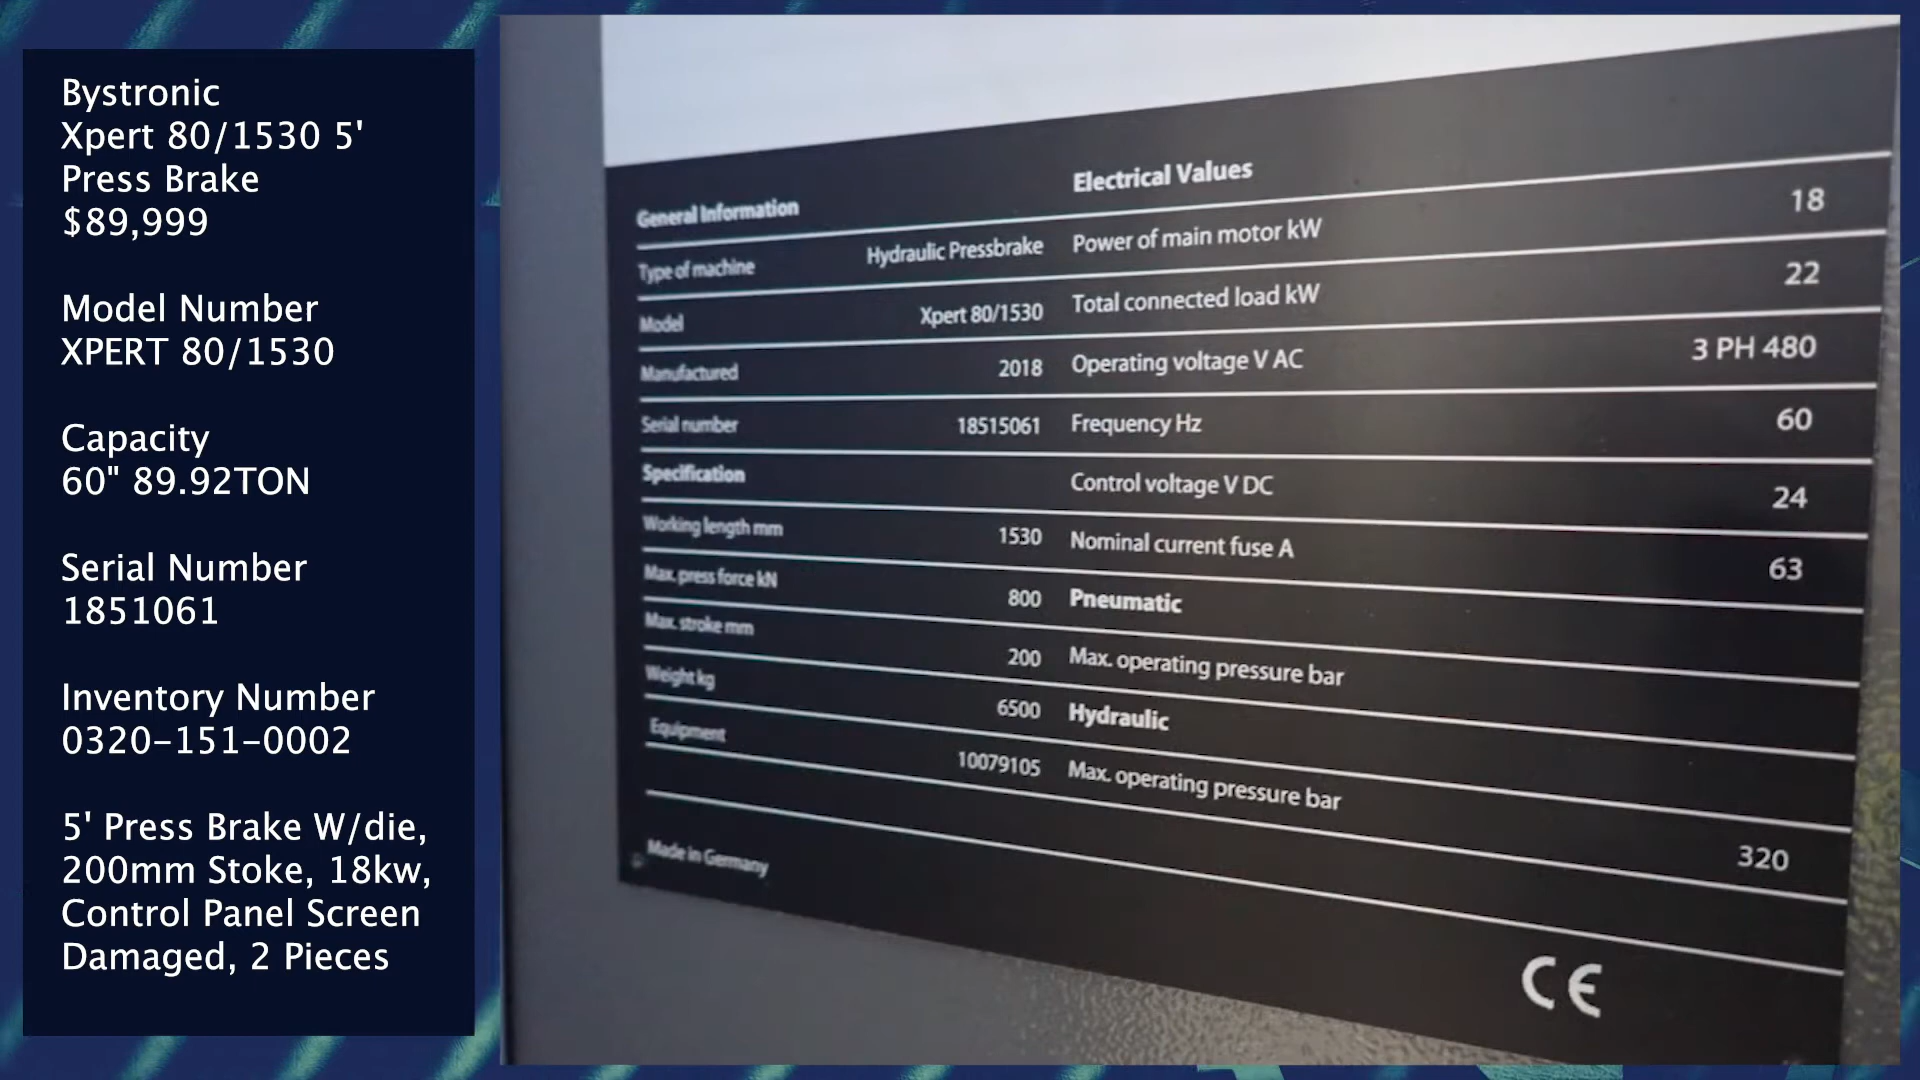 Bystronic
Xpert 80/1530 5'
Press Brake
$89,999
Model Number
XPERT 80/1530
Capacity
60" 89.92TON
Serial Number
1851061
Inventory Number
0320-151-0002
5' Press Brake W/die,
200mm Stoke, 18kw,
Control Panel Screen
Damaged, 2 Pieces
General Information
Type of machine Hydraulic Pressbrake
Model Xpert 80/1530
Manufactured 2018
Serial number 18515061
Specification
Working length mm 1530
Max. press force kN 800
Max. stroke mm 200
Weight kg 6500
Equipment 10079105
Made in Germany
Electrical Values
Power of main motor kW 18
Total connected load kW 22
Operating voltage V AC 3 PH 480
Frequency Hz 60
Control voltage V DC 24
Nominal current fuse A 63
Pneumatic
Max. operating pressure bar
Hydraulic
Max. operating pressure bar 320
CE